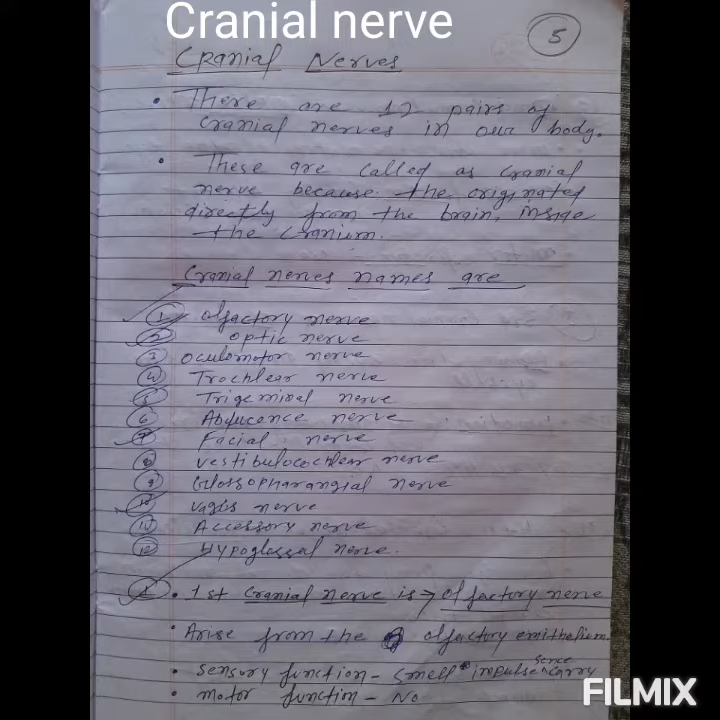 Cranial nerve
5
Cranial Nerves
• There are 12 pairs of
cranial nerves in our body.
• These are called as cranial
nerve because the originated
directly from the brain, inside
the cranium.
Cranial nerves names are
1 olfactory nerve
2 optic nerve
3 oculomotor nerve
4 Trochlear nerve
5 Trigeminal nerve
6 Abducence nerve
7 Facial nerve
8 vestibulocochlear nerve
9 Glossopharangial nerve
10 vagus nerve
11 Accessory nerve
12 Hypoglossal nerve.
1 • 1st Cranial nerve is → olfactory nerve
• Arise from the olfactory emithelium
sence
• sensory function - smell impulse carry
• motor function - No
FILMIX